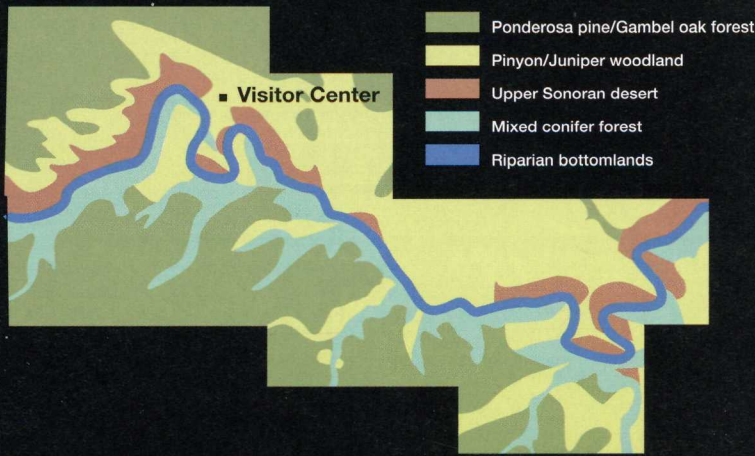 Ponderosa pine/Gambel oak forest
Pinyon/Juniper woodland
Visitor Center
Upper Sonoran desert
Mixed conifer forest
Riparian bottomlands